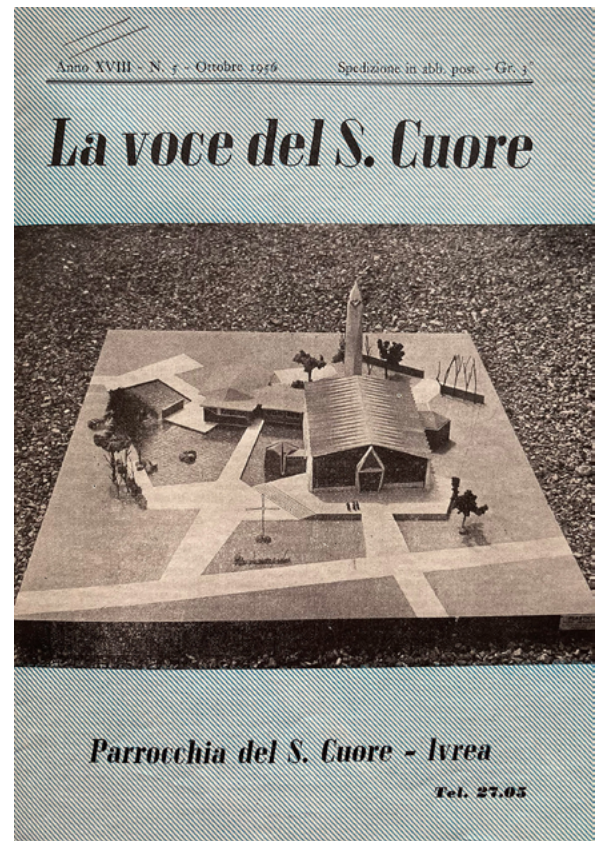 Anno XVIII - N. 5 - Ottobre 1956 Spedizione in abb. post. - Gr. 3°
La voce del S. Cuore
Parrocchia del S. Cuore - Ivrea
Tel. 27.05